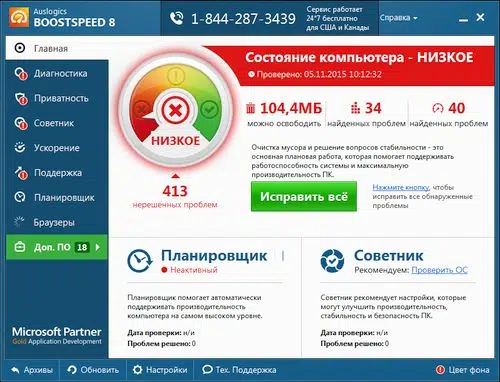 Auslogics
BOOSTSPEED 8
1-844-287-3439
Сервис работает
24*7 бесплатно
для США и Канады
Справка
Главная
Диагностика
Приватность
Советник
Ускорение
Поддержка
Планировщик
Браузеры
Доп. ПО 18
Microsoft Partner
Gold Application Development
Состояние компьютера - НИЗКОЕ
Проверено: 05.11.2015 10:12:32
НИЗКОЕ
413
нерешенных проблем
104,4МБ
можно освободить
34
найденных проблем
40
найденных проблем
Очистка мусора и решение вопросов стабильности - это
основная плановая работа, которая помогает поддерживать
работоспособность системы и максимальную
производительность ПК.
Исправить всё
Нажмите кнопку, чтобы
исправить все обнаруженные
проблемы
Планировщик
Неактивный
Планировщик помогает автоматически
поддерживать производительность
компьютера на самом высоком уровне.
Дата проверки: н/и
Проблем решено: 0
Советник
Рекомендуем: Проверить ОС
Советник рекомендует настройки, которые
могут улучшить производительность,
стабильность и безопасность ПК.
Дата проверки: н/и
Проблем решено: 0
Архивы
Обновить
Настройки
Тех. Поддержка
Цвет фона